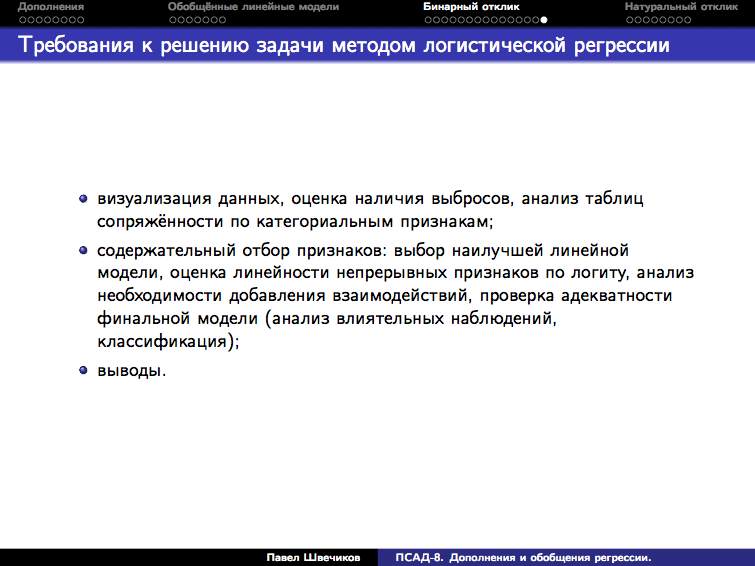 Дополнения Обобщённые линейные модели Бинарный отклик Натуральный отклик
Требования к решению задачи методом логистической регрессии
визуализация данных, оценка наличия выбросов, анализ таблиц
сопряжённости по категориальным признакам;
содержательный отбор признаков: выбор наилучшей линейной
модели, оценка линейности непрерывных признаков по логиту, анализ
необходимости добавления взаимодействий, проверка адекватности
финальной модели (анализ влиятельных наблюдений,
классификация);
выводы.
Павел Швечиков ПСАД-8. Дополнения и обобщения регрессии.